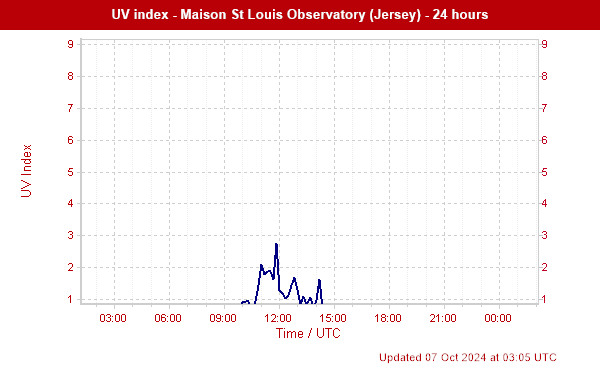 UV index - Maison St Louis Observatory (Jersey) - 24 hours
9 9
8 8
7 7
6 6
5 5
4 4
3 3
2 2
1 1
UV Index
03:00 06:00 09:00 12:00 15:00 18:00 21:00 00:00
Time / UTC
Updated 07 Oct 2024 at 03:05 UTC